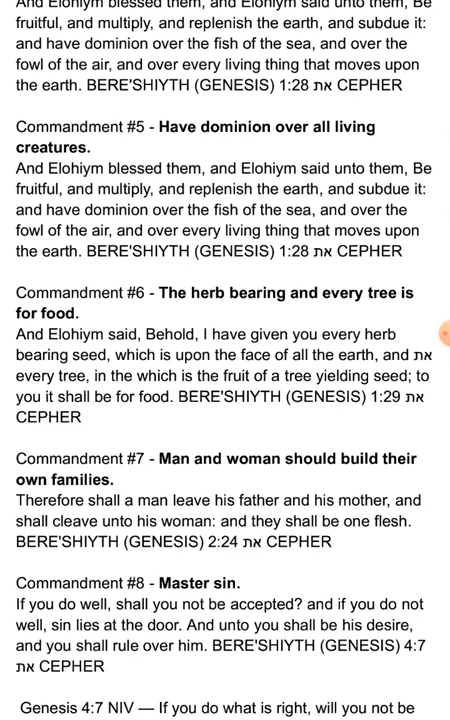 And Elohiym blessed them, and Elohiym said unto them, Be
fruitful, and multiply, and replenish the earth, and subdue it:
and have dominion over the fish of the sea, and over the
fowl of the air, and over every living thing that moves upon
the earth. BERE'SHIYTH (GENESIS) 1:28 את CEPHER
Commandment #5 - Have dominion over all living
creatures.
And Elohiym blessed them, and Elohiym said unto them, Be
fruitful, and multiply, and replenish the earth, and subdue it:
and have dominion over the fish of the sea, and over the
fowl of the air, and over every living thing that moves upon
the earth. BERE'SHIYTH (GENESIS) 1:28 את CEPHER
Commandment #6 - The herb bearing and every tree is
for food.
And Elohiym said, Behold, I have given you every herb
bearing seed, which is upon the face of all the earth, and את
every tree, in the which is the fruit of a tree yielding seed; to
you it shall be for food. BERE'SHIYTH (GENESIS) 1:29 את
CEPHER
Commandment #7 - Man and woman should build their
own families.
Therefore shall a man leave his father and his mother, and
shall cleave unto his woman: and they shall be one flesh.
BERE'SHIYTH (GENESIS) 2:24 את CEPHER
Commandment #8 - Master sin.
If you do well, shall you not be accepted? and if you do not
well, sin lies at the door. And unto you shall be his desire,
and you shall rule over him. BERE'SHIYTH (GENESIS) 4:7
את CEPHER
Genesis 4:7 NIV — If you do what is right, will you not be